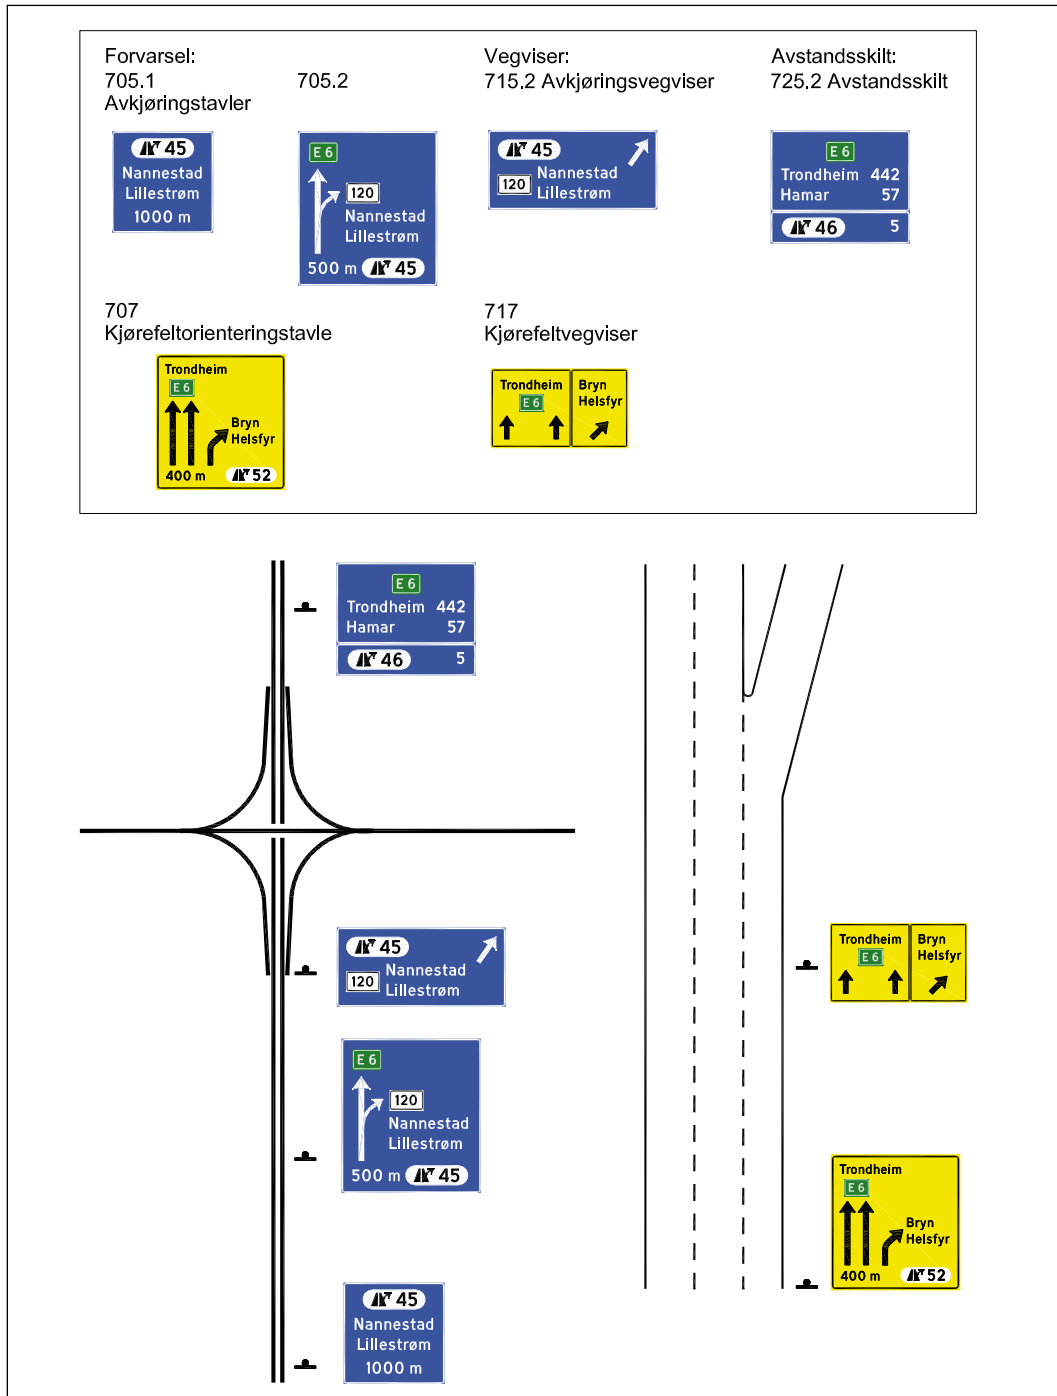 Forvarsel:
705.1
Avkjøringstavler
705.2
Vegviser:
715.2 Avkjøringsvegviser
Avstandsskilt:
725.2 Avstandsskilt
45
Nannestad
Lillestrøm
1000 m
E 6
120
Nannestad
Lillestrøm
500 m 45
45
120 Nannestad
Lillestrøm
E 6
Trondheim 442
Hamar 57
46 5
707
Kjørefeltorienteringstavle
717
Kjørefeltvegviser
Trondheim
E 6
Bryn
Helsfyr
400 m 52
Trondheim
E 6
Bryn
Helsfyr
E 6
Trondheim 442
Hamar 57
46 5
45
120 Nannestad
Lillestrøm
E 6
120
Nannestad
Lillestrøm
500 m 45
45
Nannestad
Lillestrøm
1000 m
Trondheim
E 6
Bryn
Helsfyr
Trondheim
E 6
Bryn
Helsfyr
400 m 52